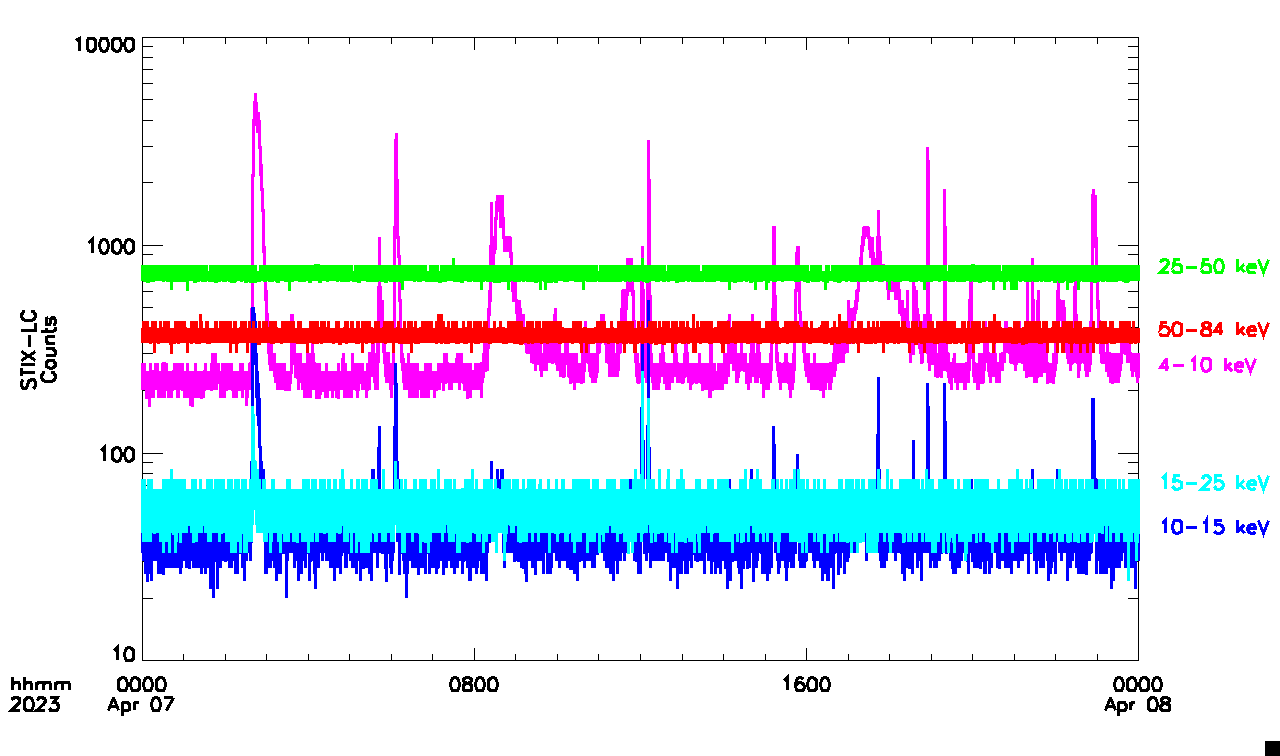 10000
1000
100
10
STIX-LC
Counts
25-50 keV
50-84 keV
4-10 keV
15-25 keV
10-15 keV
hhmm 0000 0800 1600 0000
2023 Apr 07 Apr 08